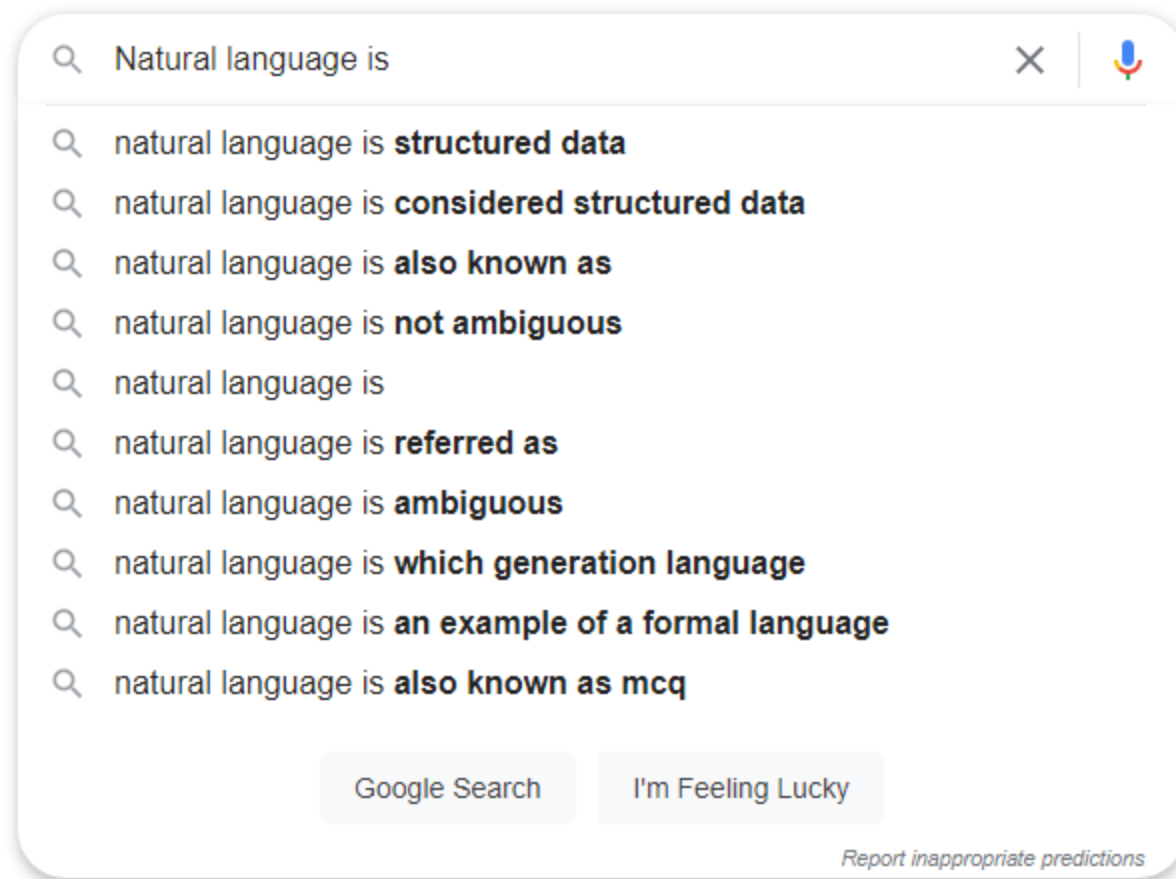 Natural language is
natural language is structured data
natural language is considered structured data
natural language is also known as
natural language is not ambiguous
natural language is
natural language is referred as
natural language is ambiguous
natural language is which generation language
natural language is an example of a formal language
natural language is also known as mcq
Google Search I'm Feeling Lucky
Report inappropriate predictions